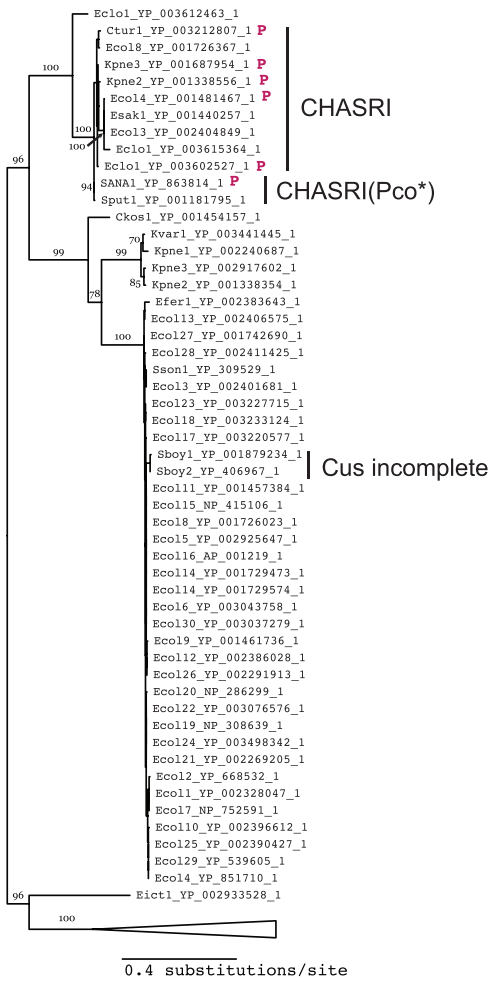 Eclo1_YP_003612463_1
Ctur1_YP_003212807_1 P
Ecol8_YP_001726367_1
Kpne3_YP_001687954_1 P
100
Kpne2_YP_001338556_1 P
Ecol4_YP_001481467_1 P
CHASRI
Esak1_YP_001440257_1
100
Ecol3_YP_002404849_1
100
Eclo1_YP_003615364_1
96
Eclo1_YP_003602527_1 P
94
SANA1_YP_863814_1 P
CHASRI(Pco*)
Sput1_YP_001181795_1
Ckos1_YP_001454157_1
70
Kvar1_YP_003441445_1
99
99
Kpne1_YP_002240687_1
Kpne3_YP_002917602_1
85
Kpne2_YP_001338354_1
78
Efer1_YP_002383643_1
Ecol13_YP_002406575_1
100
Ecol27_YP_001742690_1
Ecol28_YP_002411425_1
Sson1_YP_309529_1
Ecol3_YP_002401681_1
Ecol23_YP_003227715_1
Ecol18_YP_003233124_1
Ecol17_YP_003220577_1
Sboy1_YP_001879234_1
Cus incomplete
Sboy2_YP_406967_1
Ecol11_YP_001457384_1
Ecol15_NP_415106_1
Ecol8_YP_001726023_1
Ecol5_YP_002925647_1
Ecol16_AP_001219_1
Ecol14_YP_001729473_1
Ecol14_YP_001729574_1
Ecol6_YP_003043758_1
Ecol30_YP_003037279_1
Ecol9_YP_001461736_1
Ecol12_YP_002386028_1
Ecol26_YP_002291913_1
Ecol20_NP_286299_1
Ecol22_YP_003076576_1
Ecol19_NP_308639_1
Ecol24_YP_003498342_1
Ecol21_YP_002269205_1
Ecol2_YP_668532_1
Ecol1_YP_002328047_1
Ecol7_NP_752591_1
Ecol10_YP_002396612_1
Ecol25_YP_002390427_1
Ecol29_YP_539605_1
Ecol4_YP_851710_1
96
Eict1_YP_002933528_1
100
0.4 substitutions/site